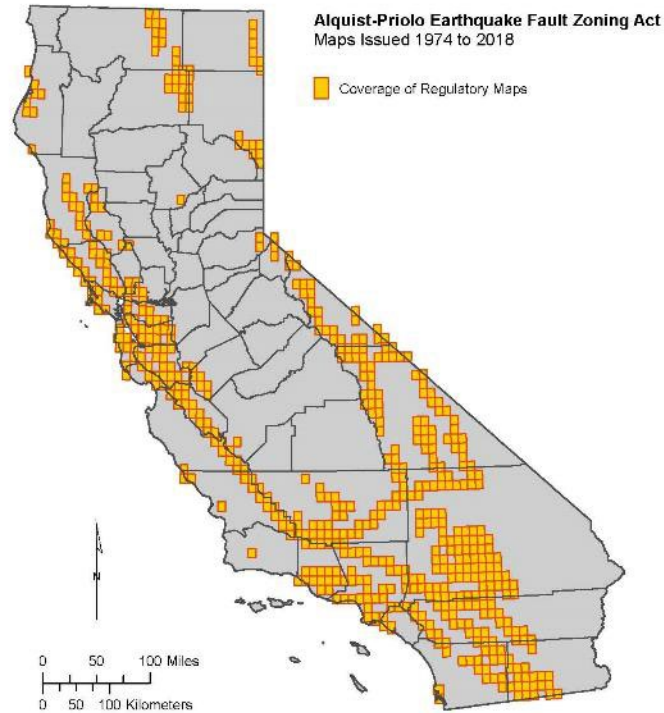 Alquist-Priolo Earthquake Fault Zoning Act
Maps Issued 1974 to 2018
Coverage of Regulatory Maps
N
0 50 100 Miles
0 50 100 Kilometers